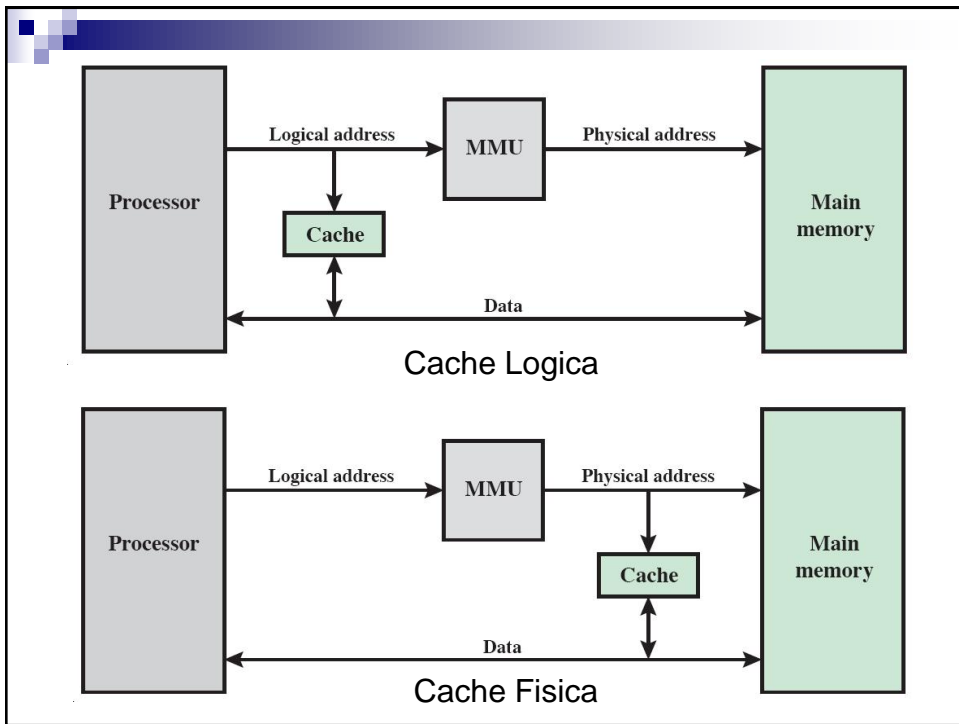 Logical address
MMU
Physical address
Processor
Main
memory
Cache
Data
Cache Logica
Logical address
MMU
Physical address
Processor
Main
memory
Cache
Data
Cache Fisica